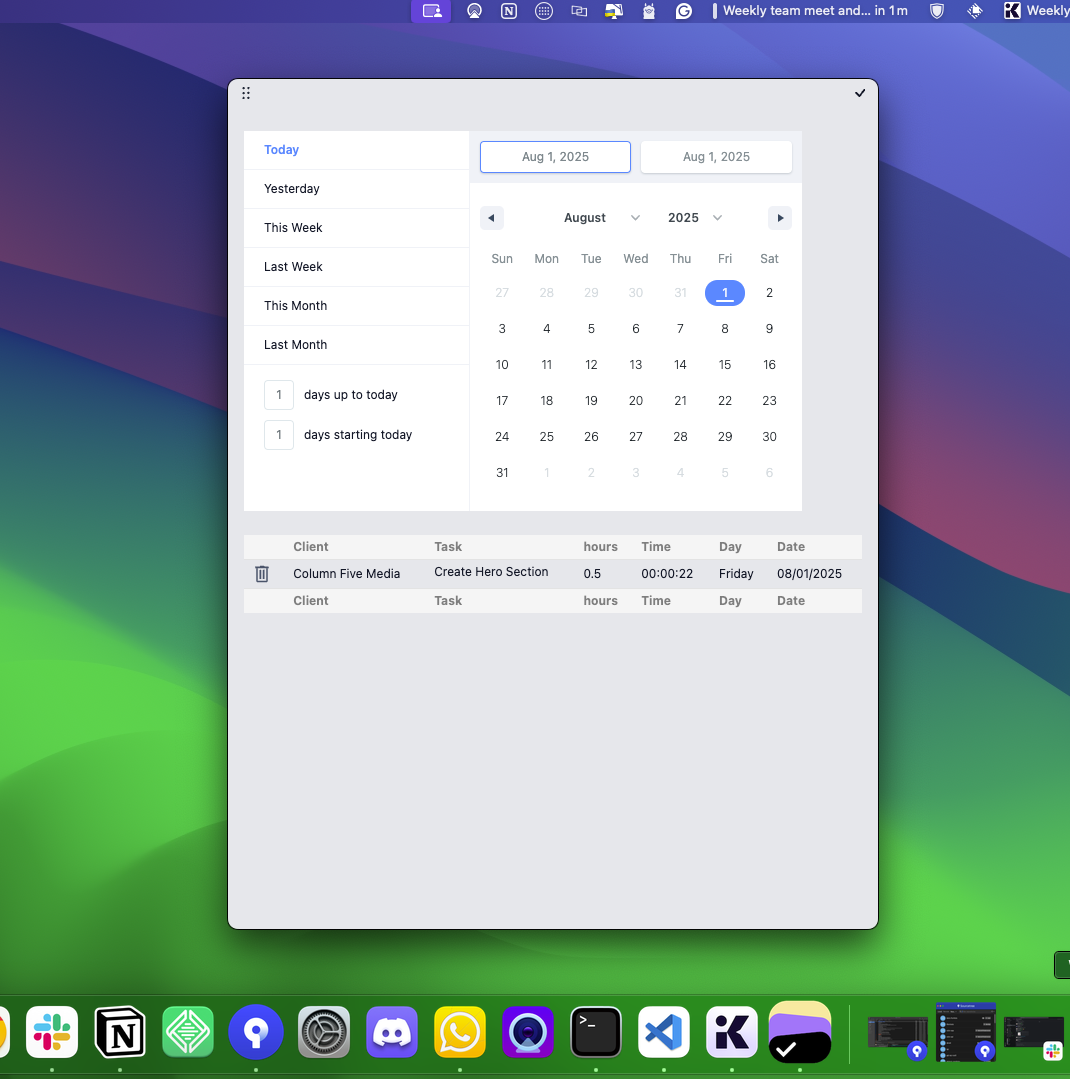 Weekly team meet and... in 1 m
Weekly
Today
Yesterday
This Week
Last Week
This Month
Last Month
1 days up to today
1 days starting today
Aug 1, 2025 Aug 1, 2025
August 2025
Sun Mon Tue Wed Thu Fri Sat
27 28 29 30 31 1 2
3 4 5 6 7 8 9
10 11 12 13 14 15 16
17 18 19 20 21 22 23
24 25 26 27 28 29 30
31 1 2 3 4 5 6
Client Task hours Time Day Date
Column Five Media Create Hero Section 0.5 00:00:22 Friday 08/01/2025
Client Task hours Time Day Date